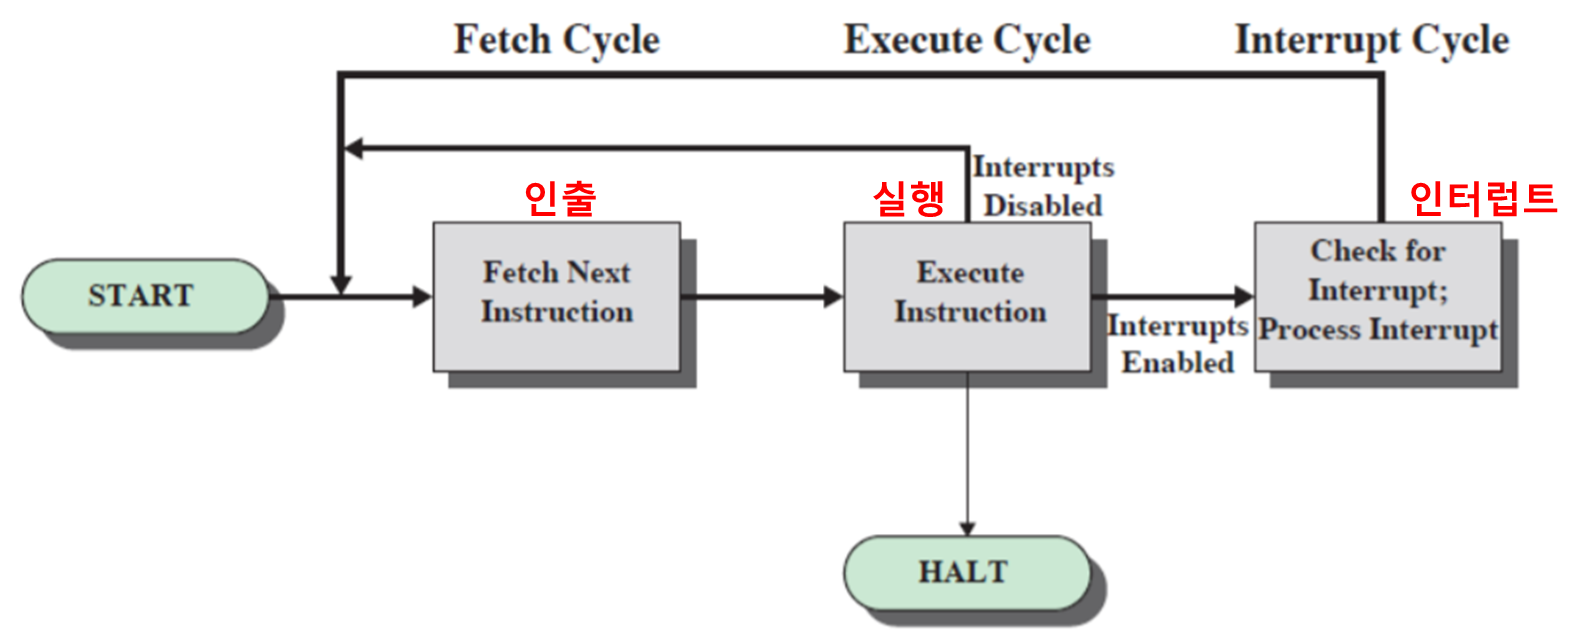 Fetch Cycle
Execute Cycle
Interrupt Cycle
Interrupts
Disabled
인출
실행
인터럽트
START
Fetch Next
Instruction
Execute
Instruction
Interrupts
Enabled
Check for
Interrupt;
Process Interrupt
HALT